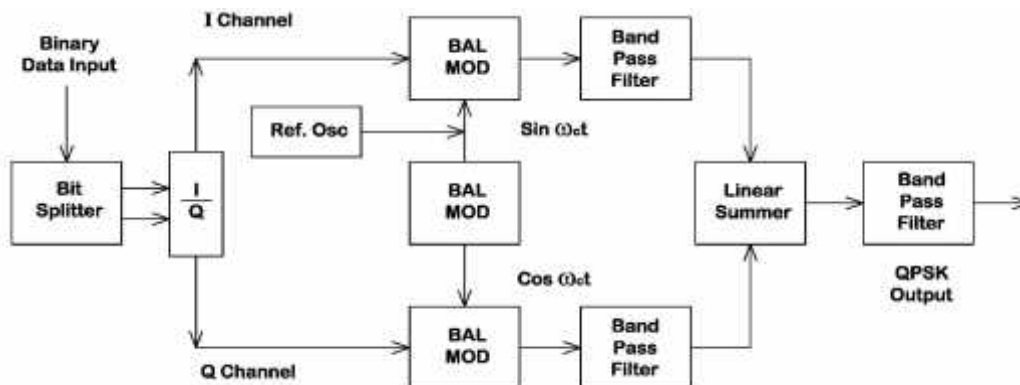 I Channel
Binary
Data Input
BAL
MOD
Band
Pass
Filter
Ref. Osc
Sin ωct
Bit
Splitter
I
Q
BAL
MOD
Linear
Summer
Band
Pass
Filter
Cos ωct
QPSK
Output
BAL
MOD
Band
Pass
Filter
Q Channel